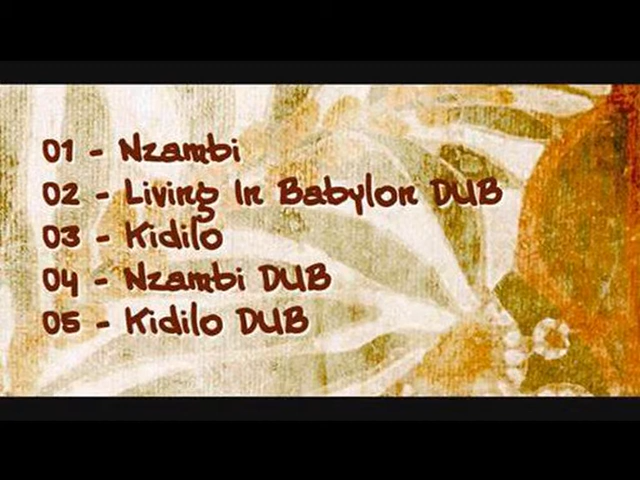 01 - Nzambi
02 - Living In Babylon DUB
03 - Kidilo
04 - Nzambi DUB
05 - Kidilo DUB